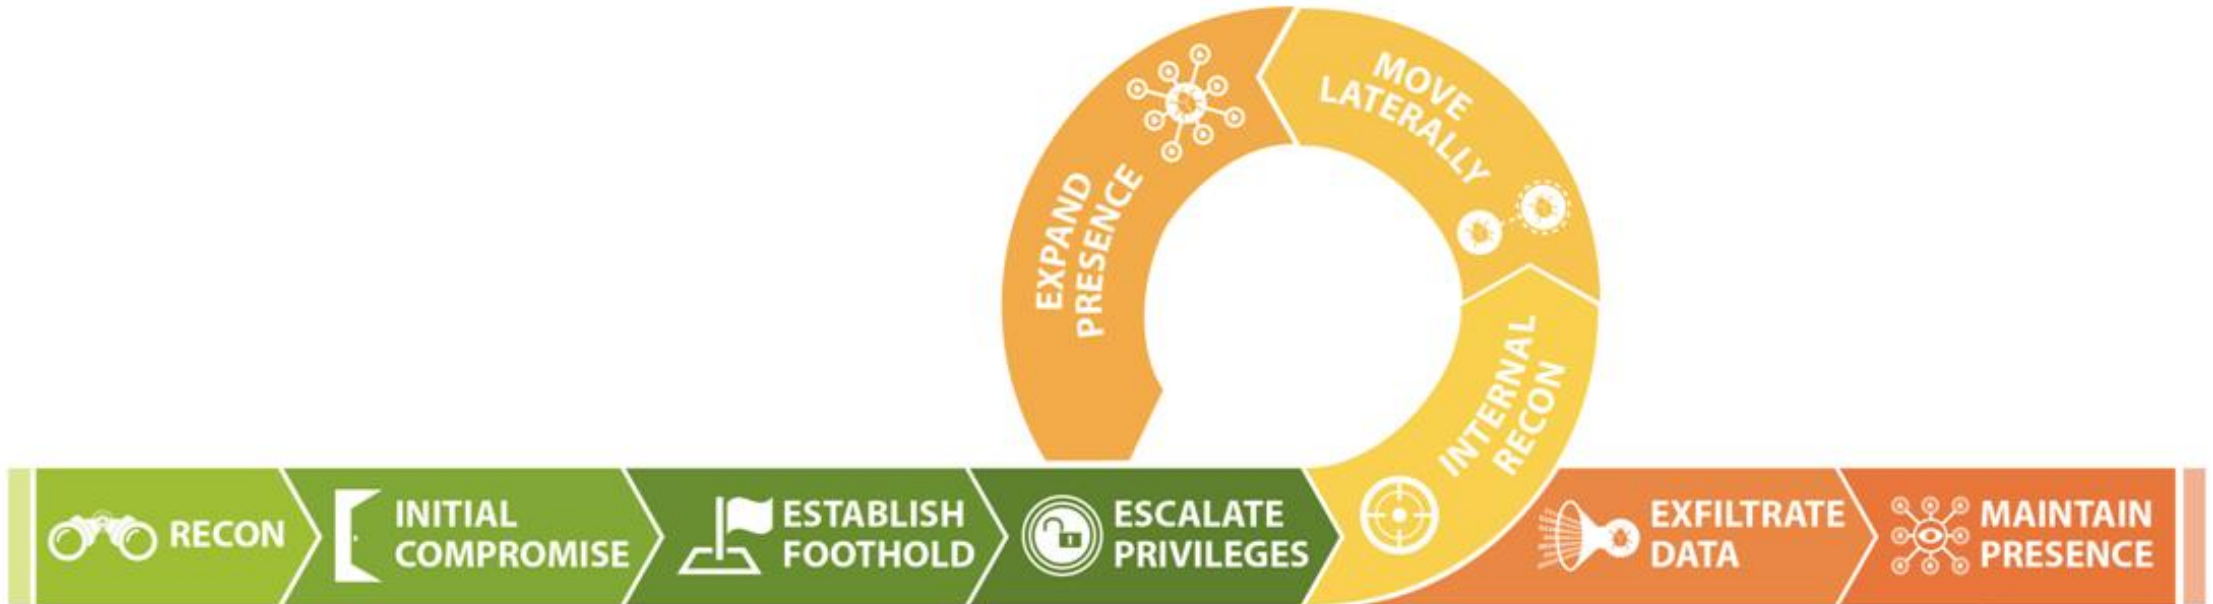 RECON
INITIAL
COMPROMISE
ESTABLISH
FOOTHOLD
ESCALATE
PRIVILEGES
INTERNAL
RECON
MOVE
LATERALLY
EXPAND
PRESENCE
EXFILTRATE
DATA
MAINTAIN
PRESENCE